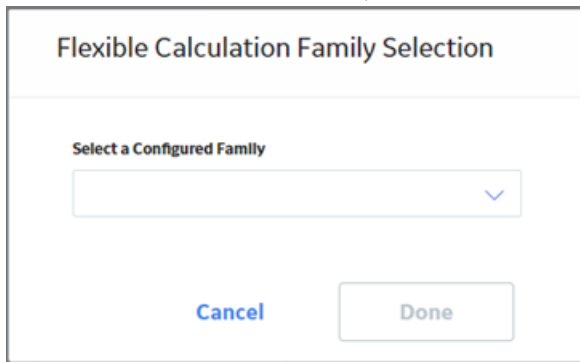 Flexible Calculation Family Selection
Select a Configured Family
Cancel Done